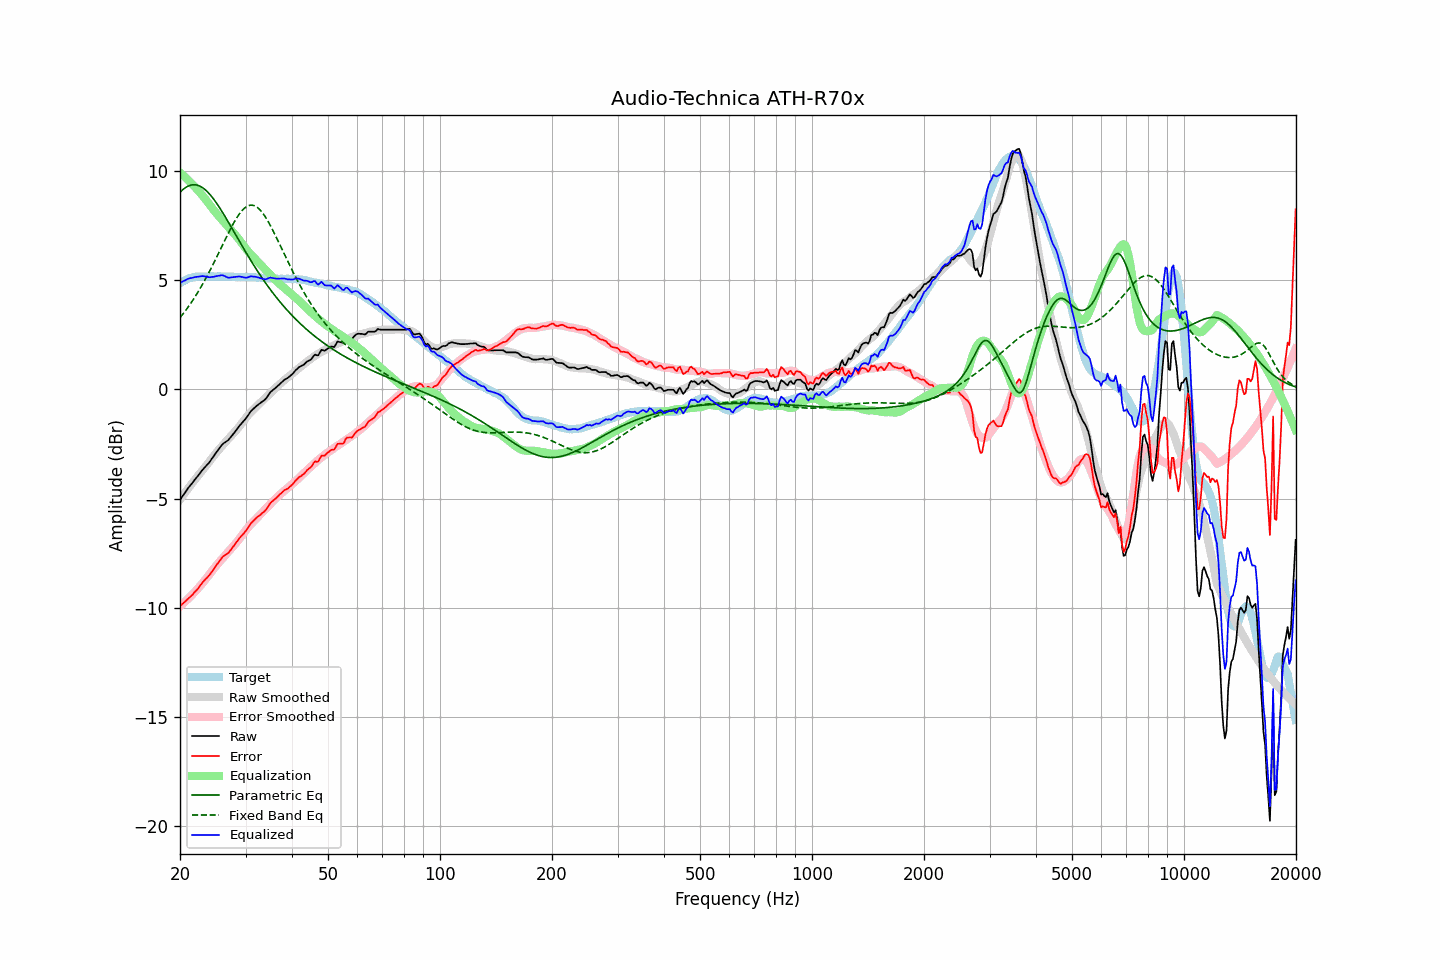 Audio-Technica ATH-R70x
10
5
0
−5
−10
−15
−20
Amplitude (dBr)
Target
Raw Smoothed
Error Smoothed
Raw
Error
Equalization
Parametric Eq
Fixed Band Eq
Equalized
20 50 100 200 500 1000 2000 5000 10000 20000
Frequency (Hz)